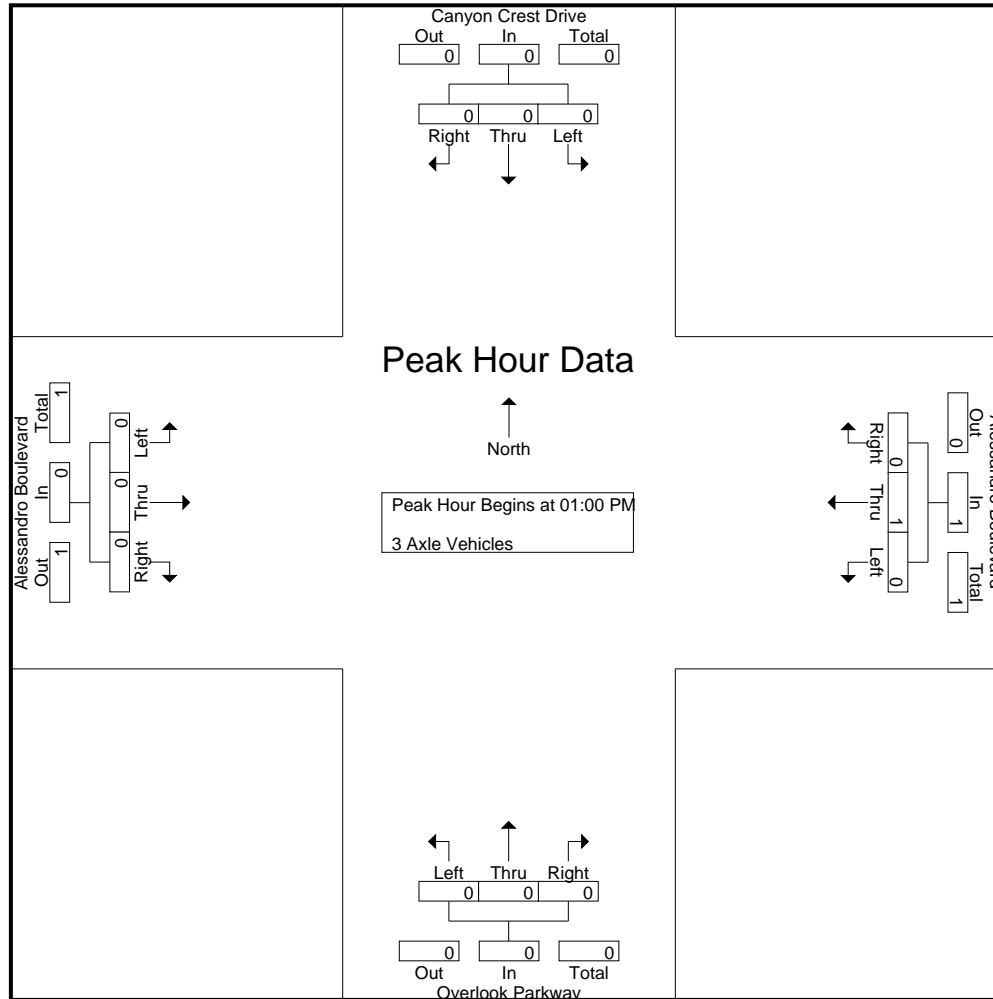 Canyon Crest Drive
Out In Total
0 0 0
0 0 0
Right Thru Left
Peak Hour Data
North
Peak Hour Begins at 01:00 PM
3 Axle Vehicles
Alessandro Boulevard
Total In Out
1 0 1
0 0 0
Left Thru Right
Right Thru Left
0 1 0
0 1 1
Out In Total
Alessandro Boulevard
Left Thru Right
0 0 0
0 0 0
Out In Total
Overlook Parkway